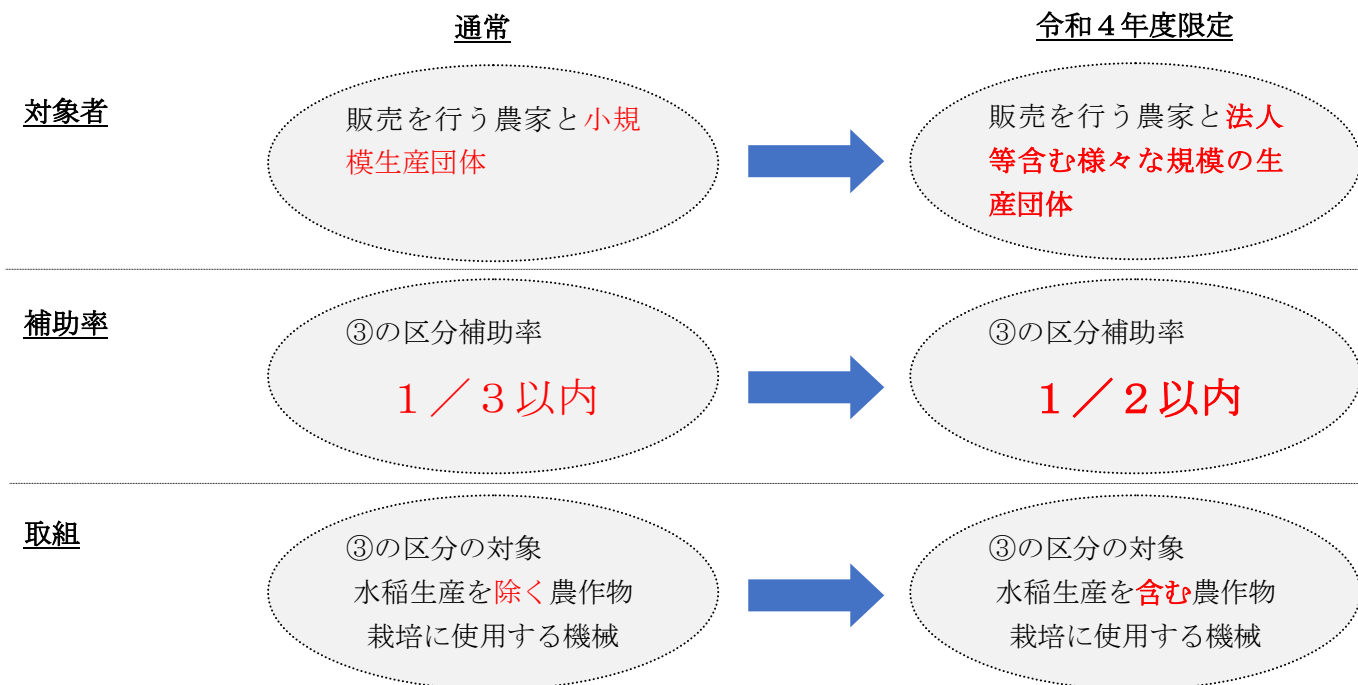 通常
令和４年度限定
対象者
販売を行う農家と小規
模生産団体
販売を行う農家と法人
等含む様々な規模の生
産団体
補助率
③の区分補助率
１／３以内
③の区分補助率
１／２以内
取組
③の区分の対象
水稲生産を除く農作物
栽培に使用する機械
③の区分の対象
水稲生産を含む農作物
栽培に使用する機械